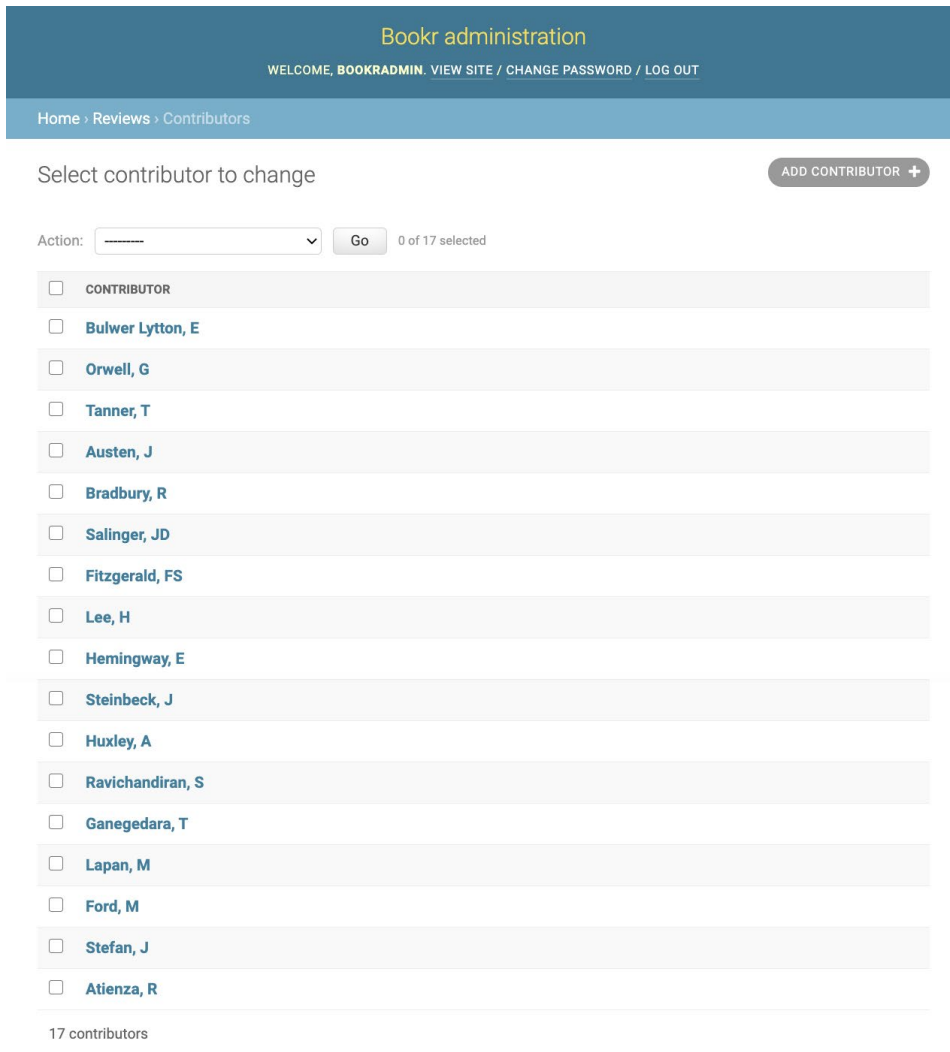 Bookr administration
WELCOME, BOOKRADMIN. VIEW SITE / CHANGE PASSWORD / LOG OUT
Home › Reviews › Contributors
Select contributor to change
ADD CONTRIBUTOR +
Action: --------- Go 0 of 17 selected
CONTRIBUTOR
Bulwer Lytton, E
Orwell, G
Tanner, T
Austen, J
Bradbury, R
Salinger, JD
Fitzgerald, FS
Lee, H
Hemingway, E
Steinbeck, J
Huxley, A
Ravichandiran, S
Ganegedara, T
Lapan, M
Ford, M
Stefan, J
Atienza, R
17 contributors